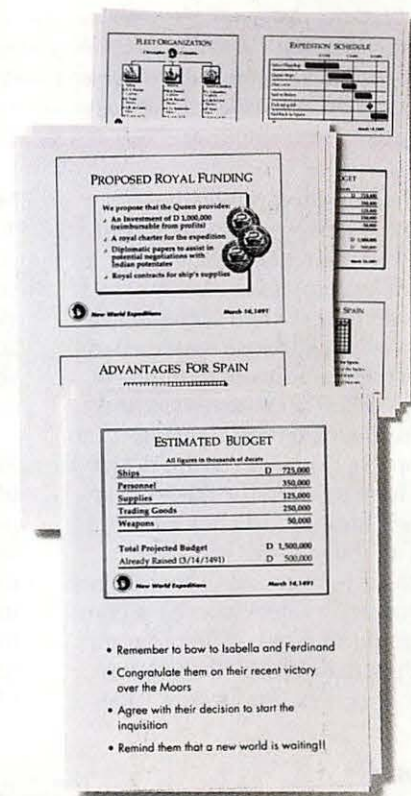 FLEET ORGANIZATION
EXPEDITION SCHEDULE
PROPOSED ROYAL FUNDING
We propose that the Queen provides:
An Investment of D 1,000,000
(reimbursable from profits)
A royal charter for the expedition
Diplomatic papers to assist in
potential negotiations with
Indian potentates
Royal contracts for ship's supplies
New World Expeditions March 14,1491
ADVANTAGES FOR SPAIN
ESTIMATED BUDGET
All figures in thousands of ducats
Ships D 725,000
Personnel 350,000
Supplies 125,000
Trading Goods 250,000
Weapons 50,000
Total Projected Budget D 1,500,000
Already Raised (3/14/1491) D 500,000
New World Expeditions March 14,1491
• Remember to bow to Isabella and Ferdinand
• Congratulate them on their recent victory
over the Moors
• Agree with their decision to start the
inquisition
• Remind them that a new world is waiting!!